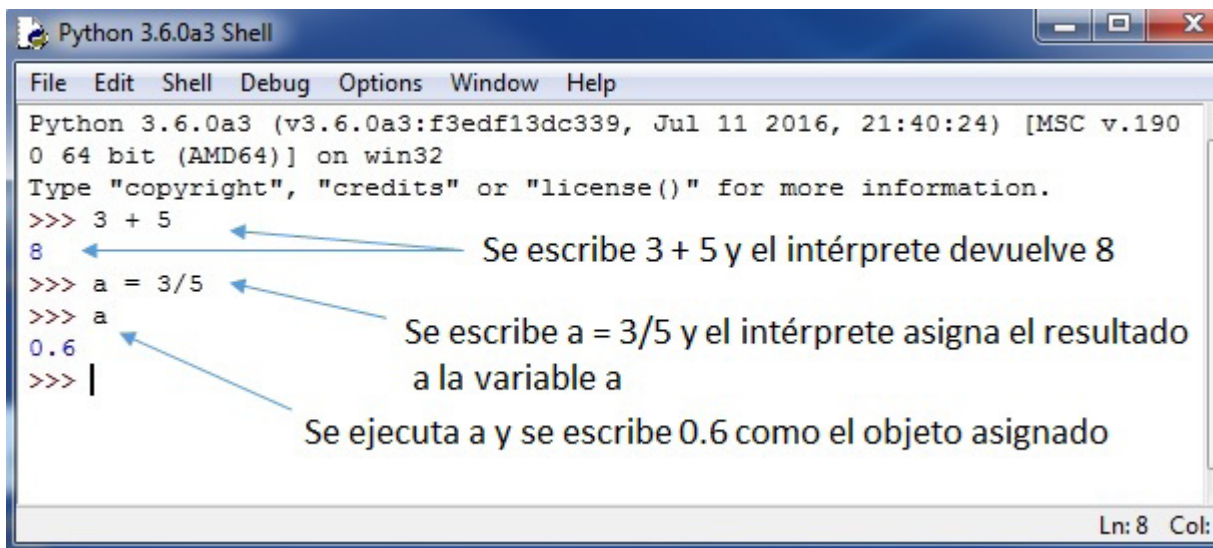 Python 3.6.0a3 Shell
File Edit Shell Debug Options Window Help
Python 3.6.0a3 (v3.6.0a3:f3edf13dc339, Jul 11 2016, 21:40:24) [MSC v.190
0 64 bit (AMD64)] on win32
Type "copyright", "credits" or "license()" for more information.
>>> 3 + 5
8
Se escribe 3 + 5 y el intérprete devuelve 8
>>> a = 3/5
>>> a
0.6
>>>
Se escribe a = 3/5 y el intérprete asigna el resultado
a la variable a
Se ejecuta a y se escribe 0.6 como el objeto asignado
Ln: 8 Col: